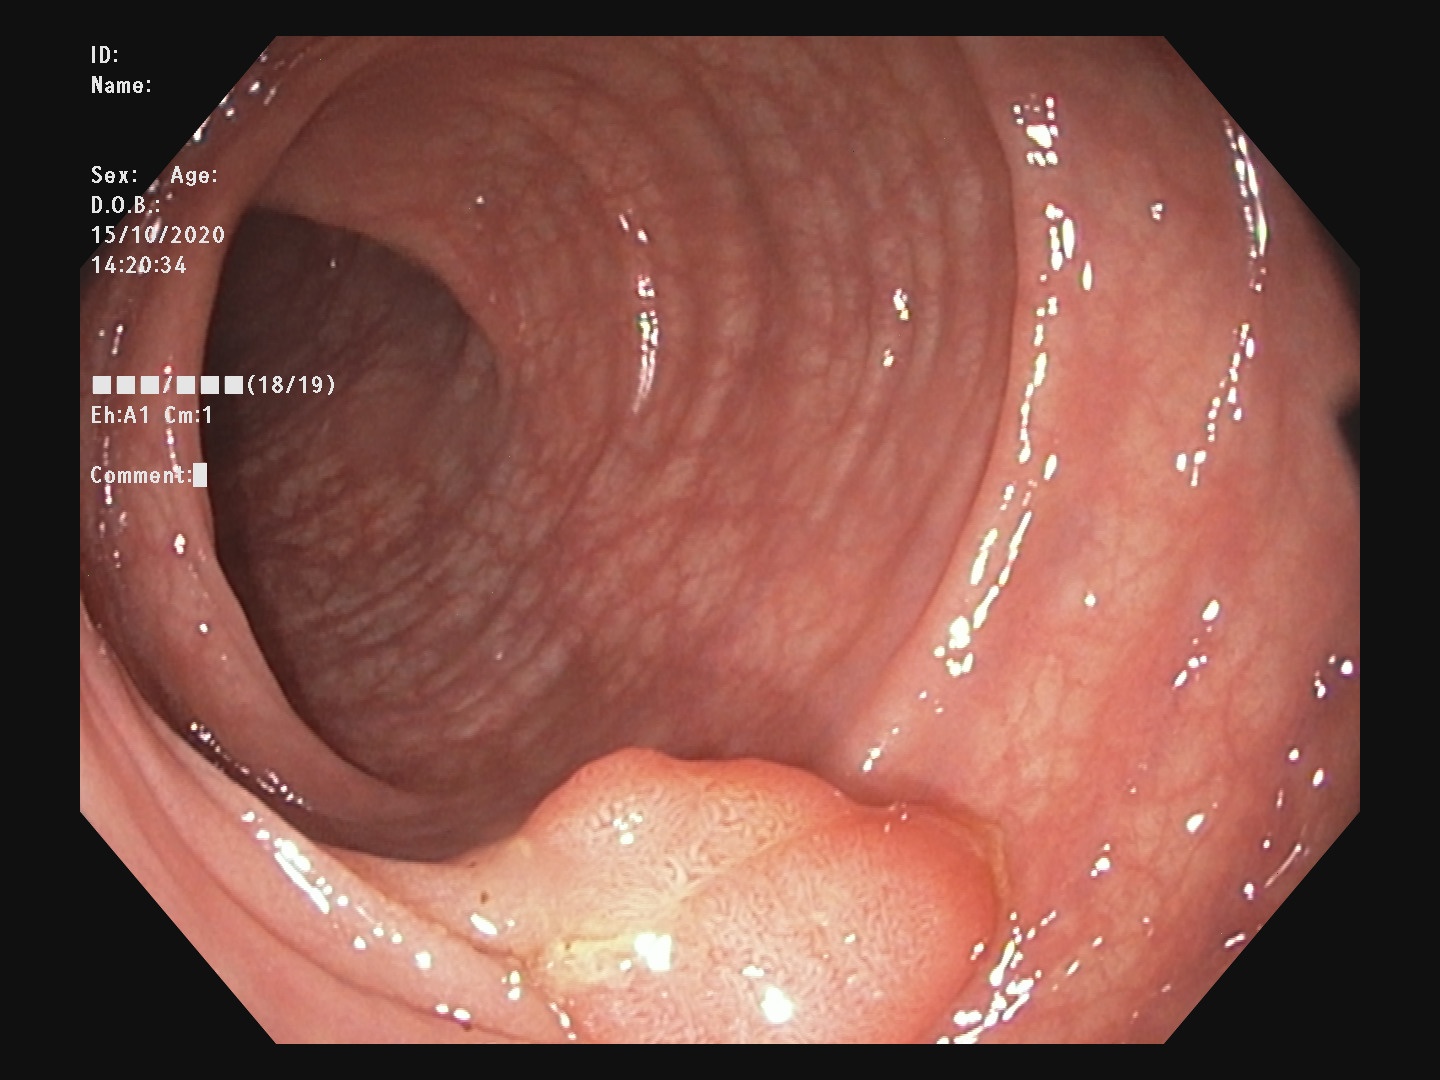 ID:
Name:
Sex: Age:
D.O.B.:
15/10/2020
14:20:34
■■■/■■■(18/19)
Eh:A1 Cm:1
Comment: